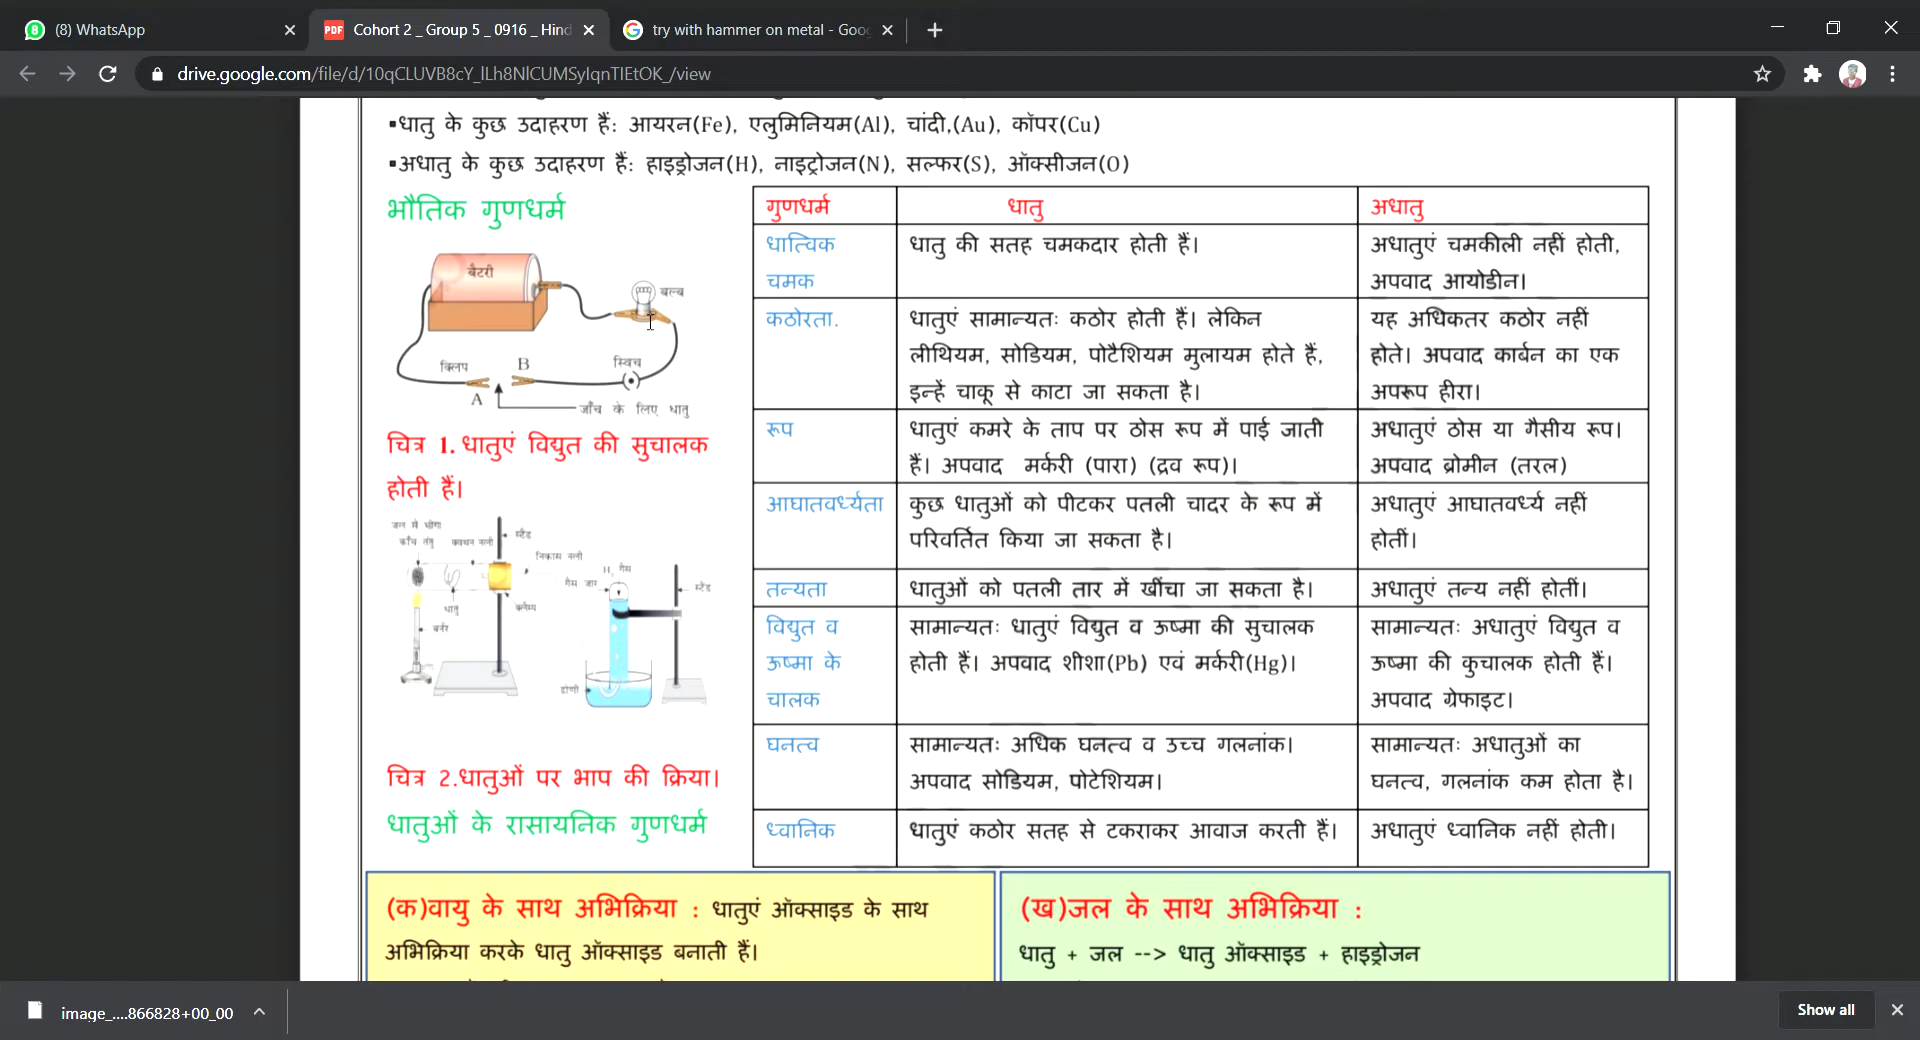 (8) WhatsApp
Cohort 2 _ Group 5 _ 0916 _ Hind
try with hammer on metal - Goo
drive.google.com/file/d/10qCLUVB8cY_lLh8NlCUMSyIqnTlEtOK_/view
▪धातु के कुछ उदाहरण हैं: आयरन(Fe), एलुमिनियम(Al), चांदी,(Au), कॉपर(Cu)
▪अधातु के कुछ उदाहरण हैं: हाइड्रोजन(H), नाइट्रोजन(N), सल्फर(S), ऑक्सीजन(O)
भौतिक गुणधर्म
बैटरी
बल्ब
क्लिप
B
स्विच
A
जाँच के लिए धातु
चित्र 1. धातुएं विद्युत की सुचालक
होती हैं।
जल से भीगा
काँच तंतु
क्वथन नली
स्टैंड
निकास नली
H₂ गैस
गैस जार
स्टैंड
धातु
क्लैम्प
बर्नर
द्रोणी
चित्र 2.धातुओं पर भाप की क्रिया।
धातुओं के रासायनिक गुणधर्म
गुणधर्म धातु अधातु
धात्विक
चमक
धातु की सतह चमकदार होती हैं।
अधातुएं चमकीली नहीं होती,
अपवाद आयोडीन।
कठोरता.
धातुएं सामान्यतः कठोर होती हैं। लेकिन
लीथियम, सोडियम, पोटैशियम मुलायम होते हैं,
इन्हें चाकू से काटा जा सकता है।
यह अधिकतर कठोर नहीं
होते। अपवाद कार्बन का एक
अपरूप हीरा।
रूप
धातुएं कमरे के ताप पर ठोस रूप में पाई जाती
हैं। अपवाद मर्करी (पारा) (द्रव रूप)।
अधातुएं ठोस या गैसीय रूप।
अपवाद ब्रोमीन (तरल)
आघातवर्ध्यता
कुछ धातुओं को पीटकर पतली चादर के रूप में
परिवर्तित किया जा सकता है।
अधातुएं आघातवर्ध्य नहीं
होतीं।
तन्यता
धातुओं को पतली तार में खींचा जा सकता है।
अधातुएं तन्य नहीं होतीं।
विद्युत व
ऊष्मा के
चालक
सामान्यतः धातुएं विद्युत व ऊष्मा की सुचालक
होती हैं। अपवाद शीशा(Pb) एवं मर्करी(Hg)।
सामान्यतः अधातुएं विद्युत व
ऊष्मा की कुचालक होती हैं।
अपवाद ग्रेफाइट।
घनत्व
सामान्यतः अधिक घनत्व व उच्च गलनांक।
अपवाद सोडियम, पोटेशियम।
सामान्यतः अधातुओं का
घनत्व, गलनांक कम होता है।
ध्वानिक
धातुएं कठोर सतह से टकराकर आवाज करती हैं।
अधातुएं ध्वानिक नहीं होती।
(क)वायु के साथ अभिक्रिया : धातुएं ऑक्साइड के साथ
अभिक्रिया करके धातु ऑक्साइड बनाती हैं।
(ख)जल के साथ अभिक्रिया :
धातु + जल --> धातु ऑक्साइड + हाइड्रोजन
image_....866828+00_00
Show all